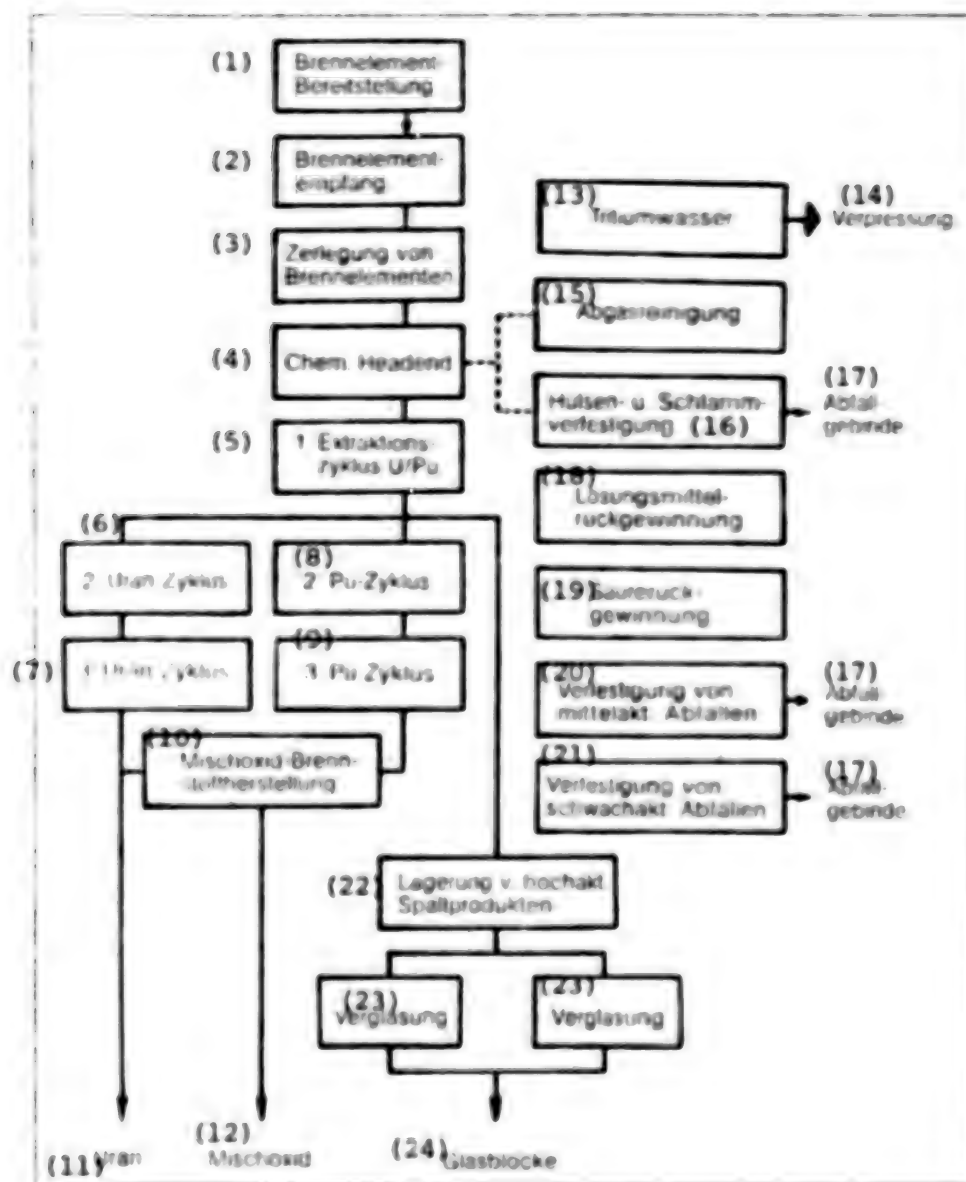 (1) Brennelement-
Bereitstellung
(2) Brennelement-
empfang
(3) Zerlegung von
Brennelementen
(4) Chem. Headend
(5) 1. Extraktions-
zyklus U/Pu
(6)
2. Uran Zyklus
(7) 3. Uran Zyklus
(8)
2. Pu-Zyklus
(9)
3. Pu Zyklus
(10)
Mischoxid-Brenn-
stoffherstellung
(11) Uran
(12)
Mischoxid
(13)
Tritiumwasser
(14)
Verpressung
(15)
Abgasreinigung
Hülsen- u. Schlamm-
verfestigung (16)
(17)
Abfall-
gebinde
(18)
Lösungsmittel-
rückgewinnung
(19) Säurerück-
gewinnung
(20)
Verfestigung von
mittelakt. Abfällen
(17)
Abfall-
gebinde
(21)
Verfestigung von
schwachakt. Abfällen
(17)
Abfall-
gebinde
(22) Lagerung v. hochakt.
Spaltprodukten
(23)
Verglasung
(23)
Verglasung
(24) Glasblöcke